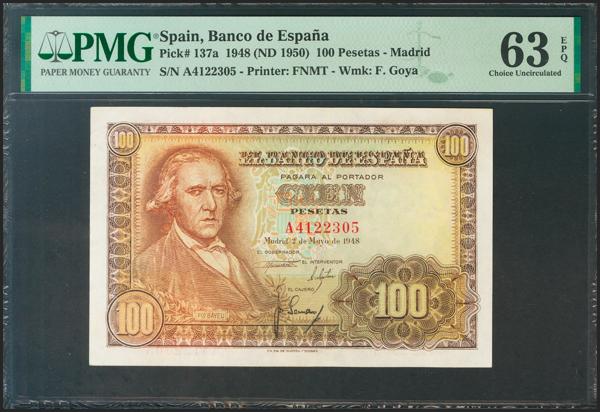 PMG
PAPER MONEY GUARANTY
Spain, Banco de España
Pick# 137a 1948 (ND 1950) 100 Pesetas - Madrid
S/N A4122305 - Printer: FNMT - Wmk: F. Goya
63 EPQ
Choice Uncirculated
100
100
EL BANCO DE ESPAÑA
PAGARA AL PORTADOR
CIEN
PESETAS
A4122305
Madrid, 2 de Mayo de 1948
EL GOBERNADOR
EL INTERVENTOR
EL CAJERO
100
100